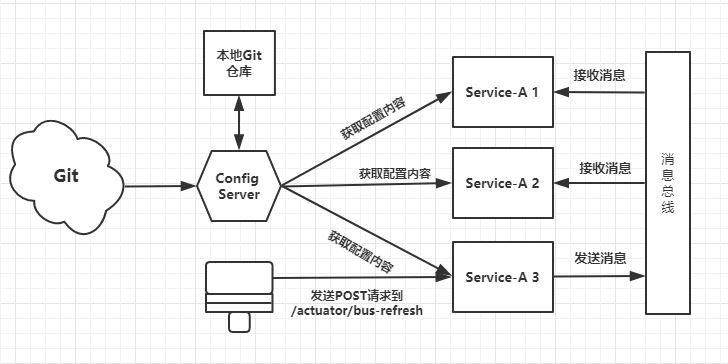 本地Git
仓库
Git
Config
Server
获取配置内容
获取配置内容
获取配置内容
Service-A 1
Service-A 2
Service-A 3
接收消息
接收消息
发送消息
消息总线
发送POST请求到
/actuator/bus-refresh